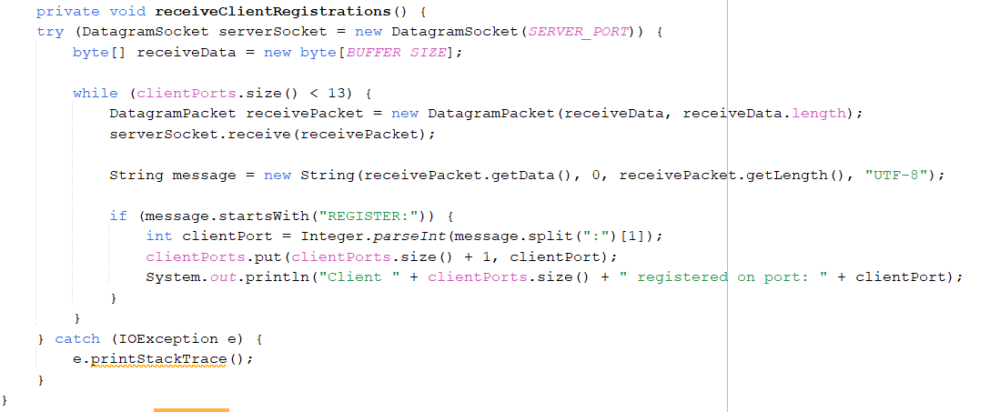 private void receiveClientRegistrations() {
try (DatagramSocket serverSocket = new DatagramSocket(SERVER_PORT)) {
byte[] receiveData = new byte[BUFFER SIZE];
while (clientPorts.size() < 13) {
DatagramPacket receivePacket = new DatagramPacket(receiveData, receiveData.length);
serverSocket.receive(receivePacket);
String message = new String(receivePacket.getData(), 0, receivePacket.getLength(), "UTF-8");
if (message.startsWith("REGISTER:")) {
int clientPort = Integer.parseInt(message.split(":")[1]);
clientPorts.put(clientPorts.size() + 1, clientPort);
System.out.println("Client " + clientPorts.size() + " registered on port: " + clientPort);
}
}
} catch (IOException e) {
e.printStackTrace();
}
}